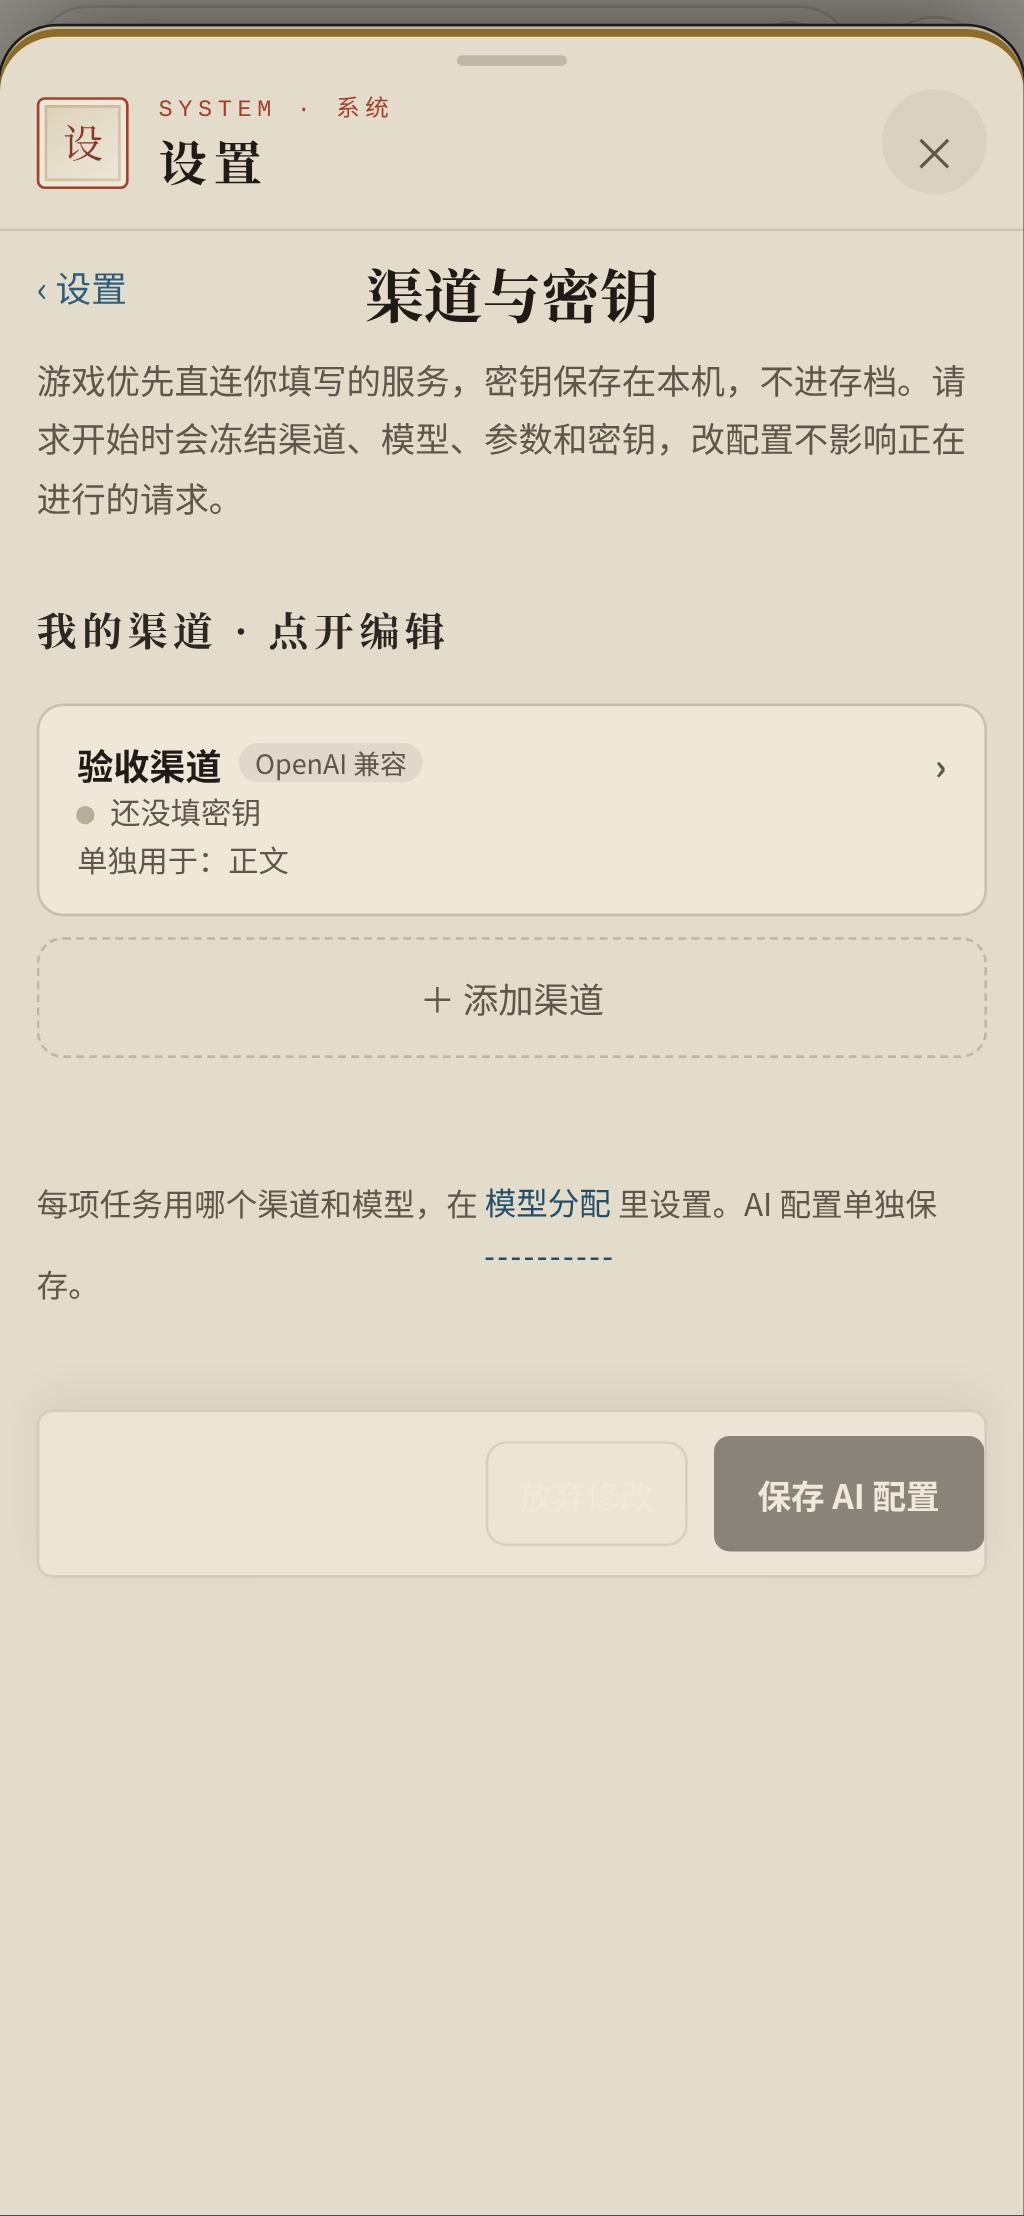 设
SYSTEM · 系统
设置
‹ 设置
渠道与密钥
游戏优先直连你填写的服务，密钥保存在本机，不进存档。请
求开始时会冻结渠道、模型、参数和密钥，改配置不影响正在
进行的请求。
我的渠道 · 点开编辑
验收渠道 OpenAI 兼容
还没填密钥
单独用于：正文
＋ 添加渠道
每项任务用哪个渠道和模型，在 模型分配 里设置。AI 配置单独保
存。
放弃修改 保存 AI 配置